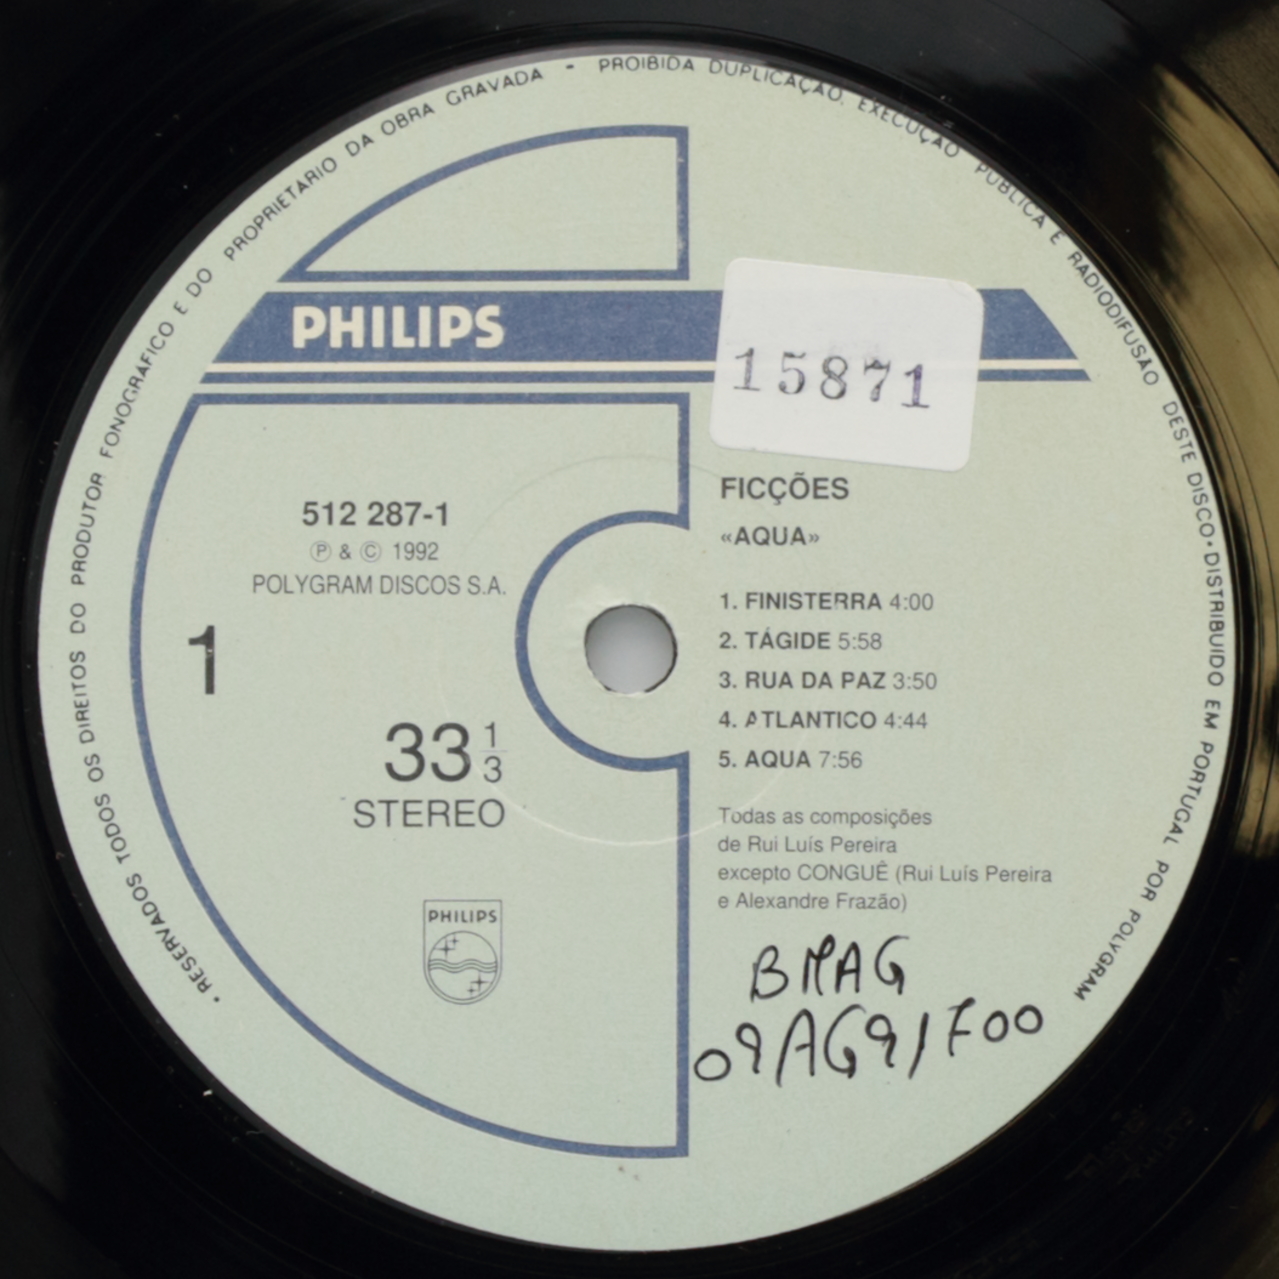 • RESERVADOS TODOS OS DIREITOS DO PRODUTOR FONOGRÁFICO E DO PROPRIETARIO DA OBRA GRAVADA - PROIBIDA DUPLICAÇÃO, EXECUÇÃO PÚBLICA E RADIODIFUSÃO DESTE DISCO • DISTRIBUIDO EM PORTUGAL POR POLYGRAM
PHILIPS
15871
512 287-1
Ⓟ & Ⓒ 1992
POLYGRAM DISCOS S.A.
1
33 1/3
STEREO
PHILIPS
FICÇÕES
«AQUA»
1. FINISTERRA 4:00
2. TÁGIDE 5:58
3. RUA DA PAZ 3:50
4. ATLANTICO 4:44
5. AQUA 7:56
Todas as composições
de Rui Luís Pereira
excepto CONGUÊ (Rui Luís Pereira
e Alexandre Frazão)
BMAG